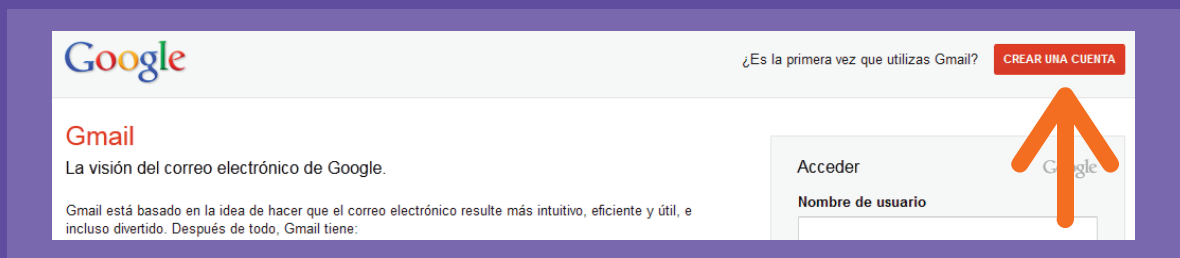 Google
¿Es la primera vez que utilizas Gmail?
CREAR UNA CUENTA
Gmail
La visión del correo electrónico de Google.
Gmail está basado en la idea de hacer que el correo electrónico resulte más intuitivo, eficiente y útil, e
incluso divertido. Después de todo, Gmail tiene:
Acceder
Google
Nombre de usuario